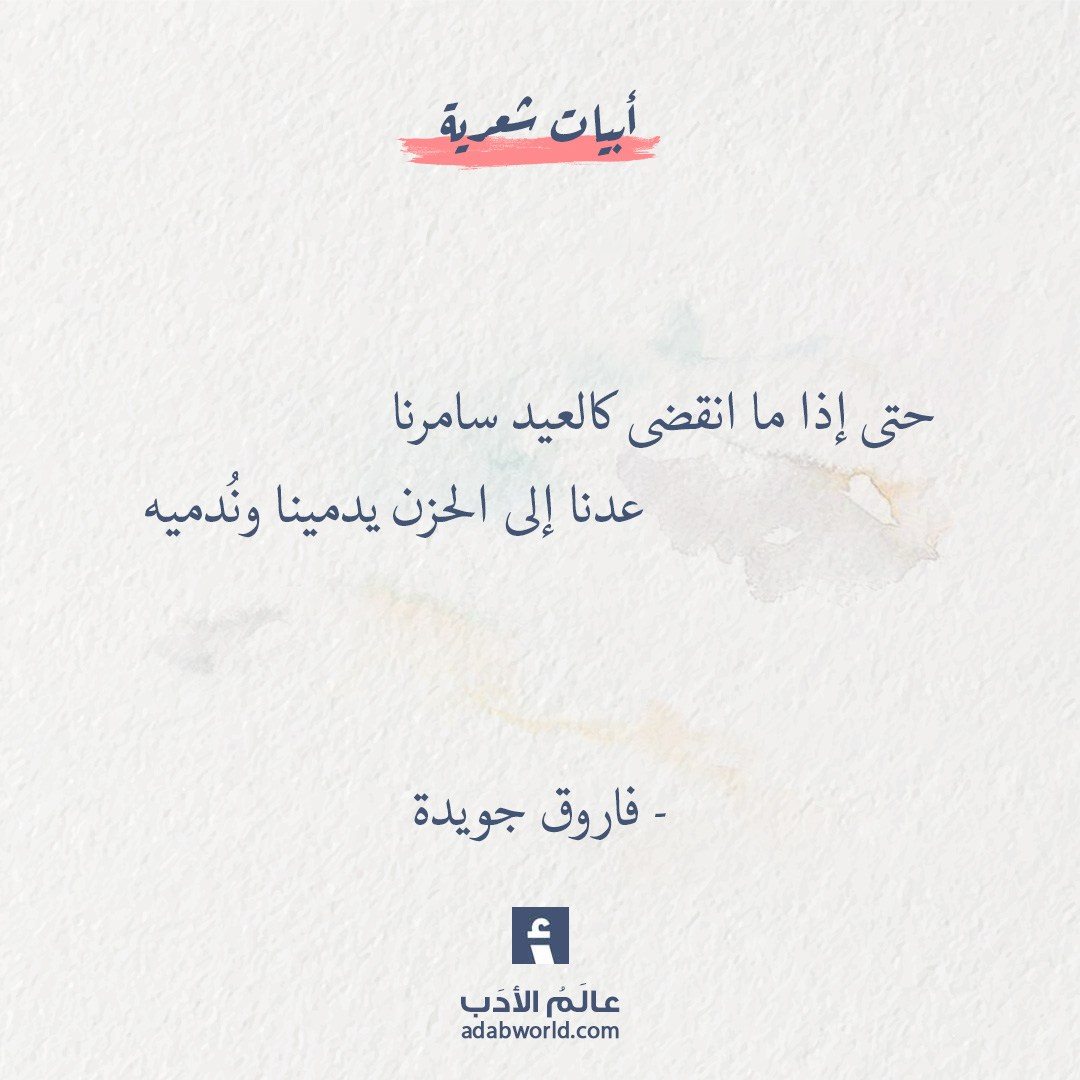 أبيات شعرية
حتى إذا ما انقضى كالعيد سامرنا
عدنا إلى الحزن يدمينا ونُدميه
- فاروق جويدة
أ
عالَمُ الأدَب
adabworld.com